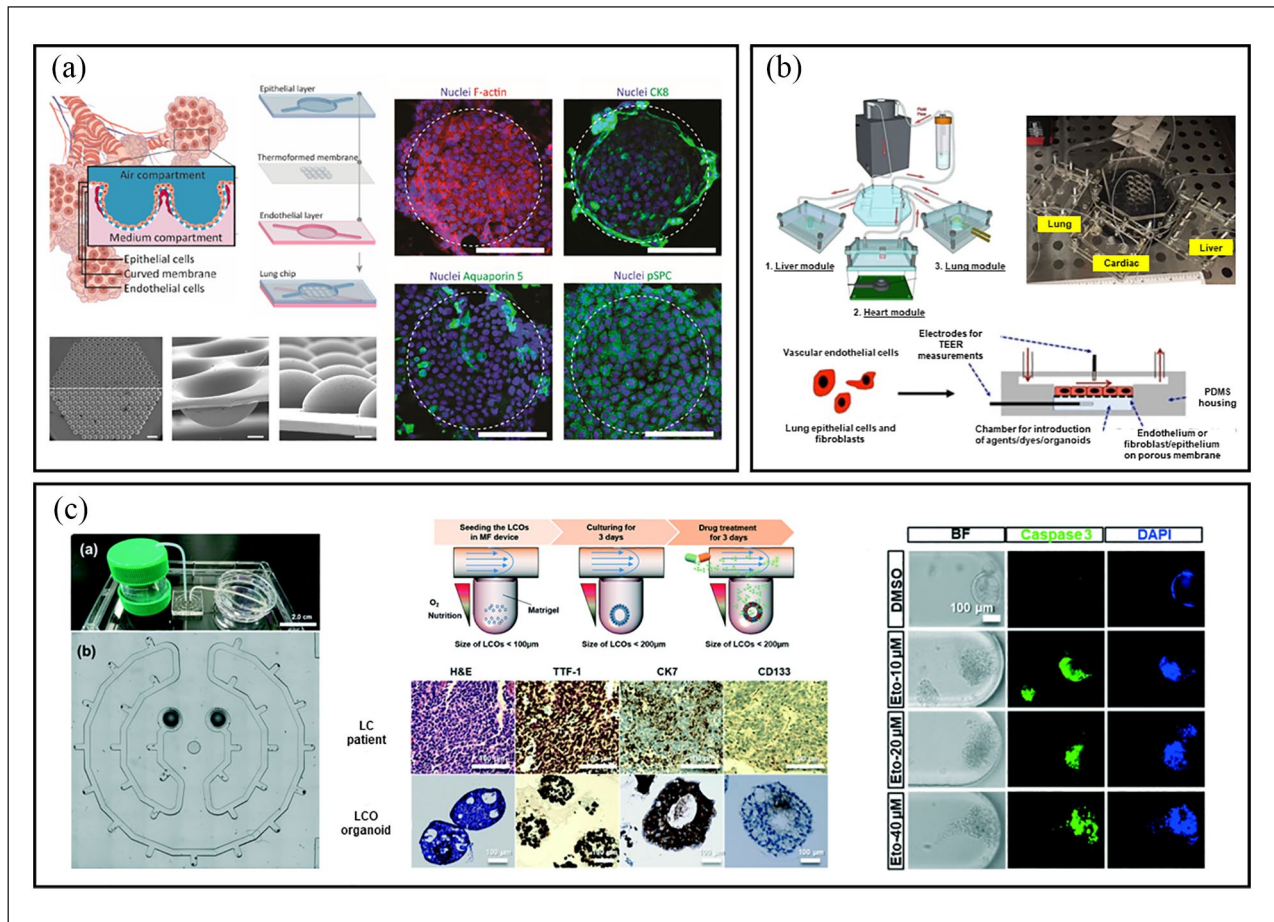 (a)
Epithelial layer
Thermoformed membrane
Endothelial layer
Lung chip
Air compartment
Medium compartment
Epithelial cells
Curved membrane
Endothelial cells
Nuclei F-actin
Nuclei CK8
Nuclei Aquaporin 5
Nuclei pSPC
(b)
1. Liver module
2. Heart module
3. Lung module
Lung
Cardiac
Liver
Electrodes for
TEER
measurements
Vascular endothelial cells
Lung epithelial cells and
fibroblasts
PDMS
housing
Chamber for introduction
of agents/dyes/organoids
Endothelium or
fibroblast/epithelium
on porous membrane
(c)
(a)
2.0 cm
(b)
Seeding the LCOs
in MF device
Culturing for
3 days
Drug treatment
for 3 days
O2
Nutrition
Matrigel
Size of LCOs < 100µm
Size of LCOs < 200µm
Size of LCOs < 200µm
H&E
TTF-1
CK7
CD133
LC
patient
LCO
organoid
100 µm
100 µm
100 µm
100 µm
BF
Caspase 3
DAPI
DMSO
100 µm
Eto-10 µM
Eto-20 µM
Eto-40 µM